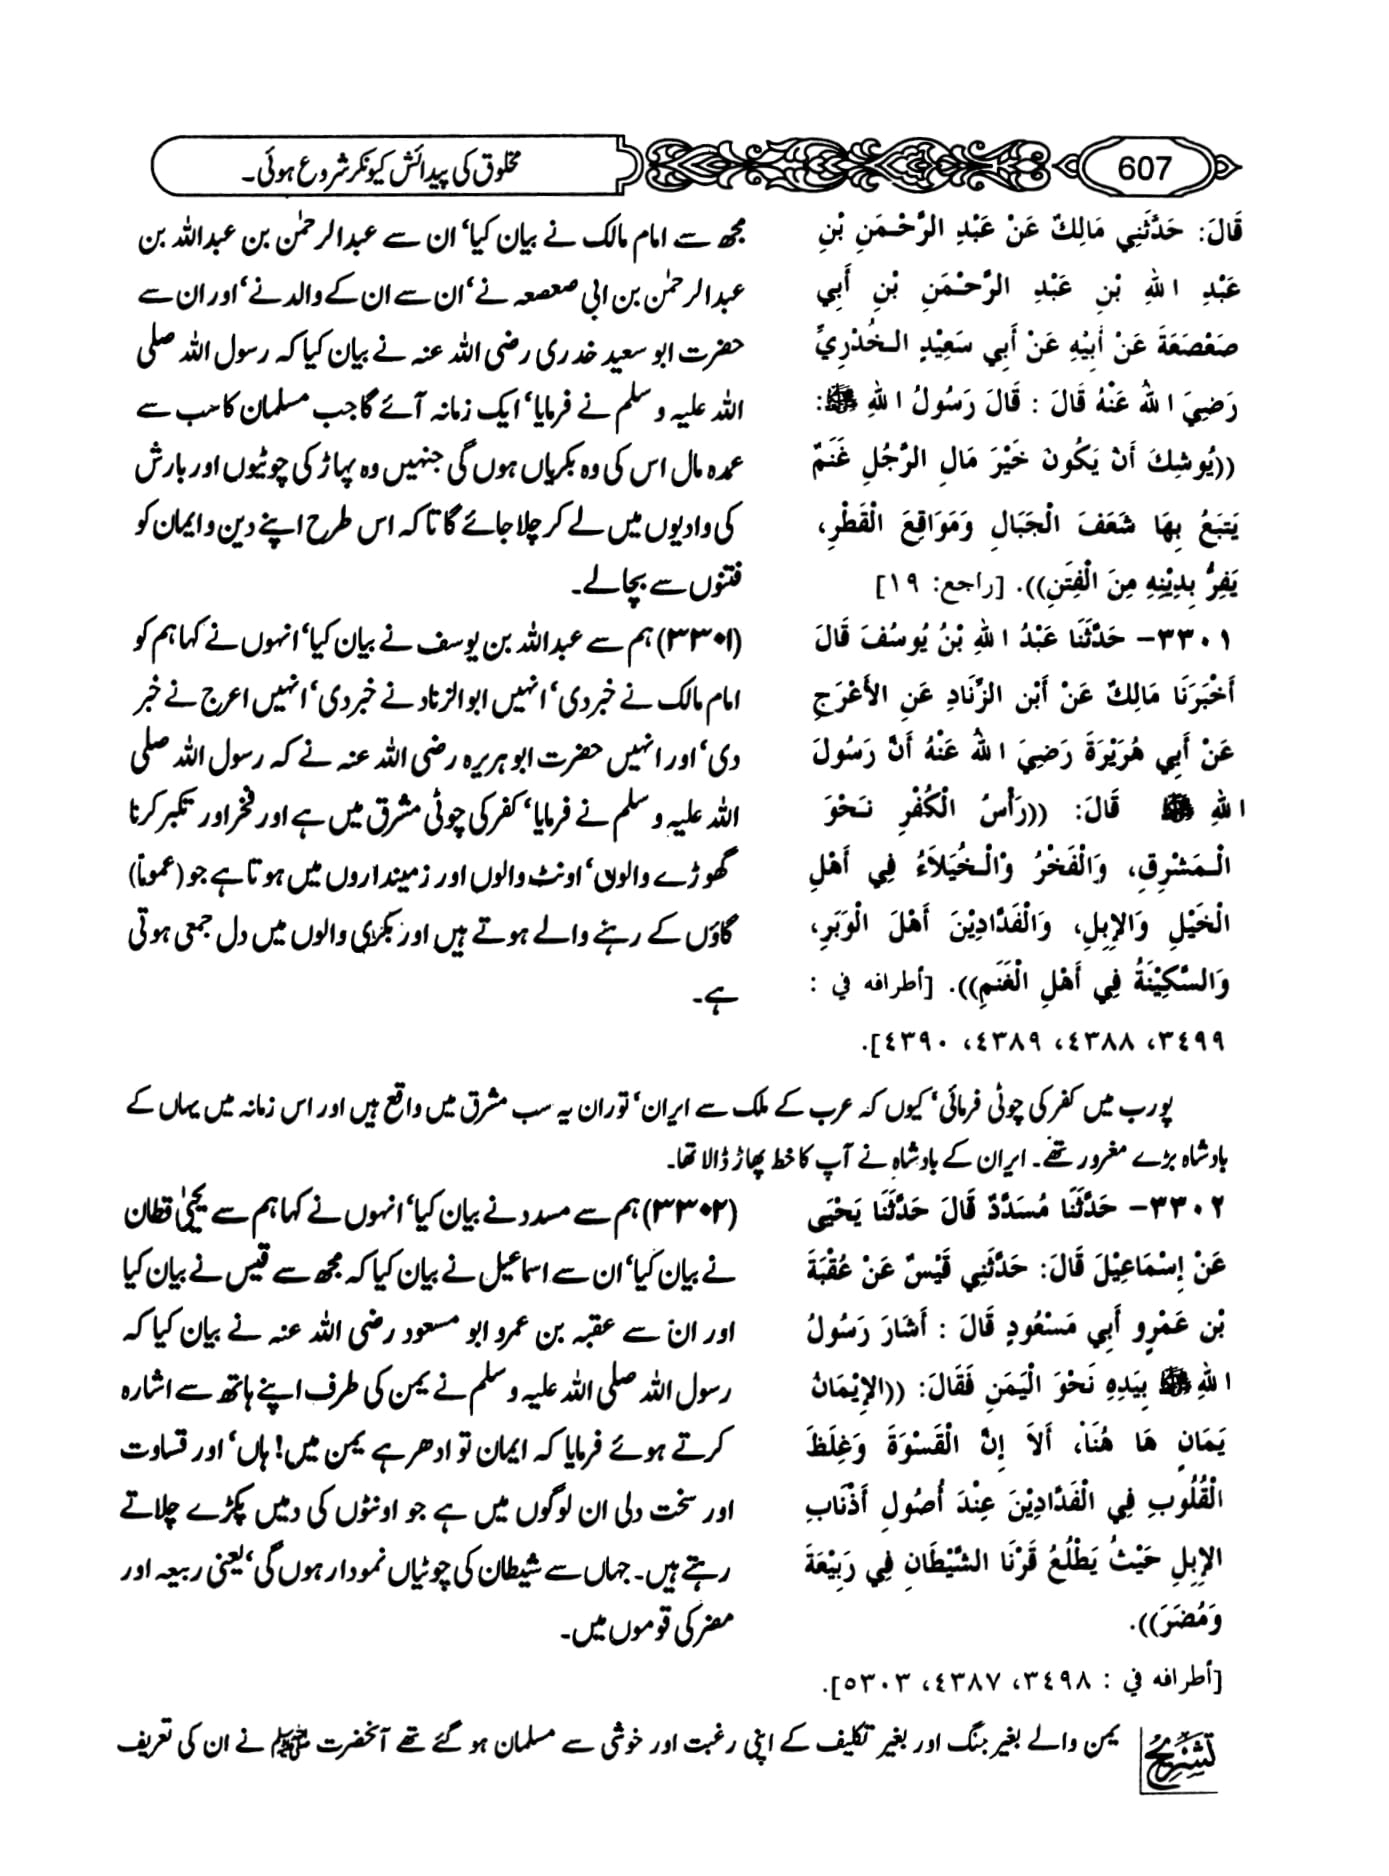 607
مخلوق کی پیدائش کیونکر شروع ہوئی۔
قَالَ: حَدَّثَنِي مَالِكٌ عَنْ عَبْدِ الرَّحْمَنِ بْنِ
عَبْدِ اللهِ بْنِ عَبْدِ الرَّحْمَنِ بْنِ أَبِي
صَعْصَعَةَ عَنْ أَبِيْهِ عَنْ أَبِي سَعِيْدٍ الْخُدْرِيِّ
رَضِيَ اللهُ عَنْهُ قَالَ : قَالَ رَسُولُ اللهِ ﷺ:
((يُوشِكَ أَنْ يَكُونَ خَيْرَ مَالِ الرَّجُلِ غَنَمٌ
يَتبَعُ بِهَا شَعَفَ الْجِبَالِ وَمَوَاقِعَ الْقَطْرِ،
يَفِرُّ بِدِيْنِهِ مِنَ الْفِتَنِ)). [راجع: ١٩]
٣٣٠١– حَدَّثَنَا عَبْدُ اللهِ بْنُ يُوسُفَ قَالَ
أَخْبَرَنَا مَالِكٌ عَنْ أَبْن الزِّنَادِ عَنِ الأَعْرَجِ
عَنْ أَبِي هُرَيْرَةَ رَضِيَ اللهُ عَنْهُ أَنَّ رَسُولَ
اللهِ ﷺ قَالَ: ((رَأْسُ الْكُفْرِ نَحْوَ
الْمَشْرِقِ، وَالْفَخْرُ وَالْخُيَلاَءُ فِي أَهْلِ
الْخَيْلِ وَالإِبِلِ، وَالْفَدَّادِيْنَ أَهْلَ الْوَبَرِ،
وَالسَّكِيْنَةُ فِي أَهْلِ الْغَنَمِ)). [أطرافه في :
٣٤٩٩، ٤٣٨٨، ٤٣٨٩، ٤٣٩٠].
مجھ سے امام مالک نے بیان کیا‘ ان سے عبدالرحمٰن بن عبداللہ بن
عبدالرحمٰن بن ابی صعصعہ نے‘ ان سے ان کے والد نے‘ اور ان سے
حضرت ابو سعید خدری رضی اللہ عنہ نے بیان کیا کہ رسول اللہ صلی
اللہ علیہ و سلم نے فرمایا‘ ایک زمانہ آئے گا جب مسلمان کا سب سے
عمدہ مال اس کی وہ بکریاں ہوں گی جنہیں وہ پہاڑ کی چوٹیوں اور بارش
کی وادیوں میں لے کر چلا جائے گا تاکہ اس طرح اپنے دین و ایمان کو
فتنوں سے بچا لے۔
(۳۳۰۱) ہم سے عبداللہ بن یوسف نے بیان کیا‘ انہوں نے کہا ہم کو
امام مالک نے خبر دی‘ انہیں ابوالزناد نے خبر دی‘ انہیں اعرج نے خبر
دی‘ اور انہیں حضرت ابو ہریرہ رضی اللہ عنہ نے کہ رسول اللہ صلی
اللہ علیہ و سلم نے فرمایا‘ کفر کی چوٹی مشرق میں ہے اور فخر اور تکبر کرنا
گھوڑے والوں‘ اونٹ والوں اور زمینداروں میں ہوتا ہے جو (عموماً)
گاؤں کے رہنے والے ہوتے ہیں اور بکری والوں میں دل جمعی ہوتی
ہے۔
پورب میں کفر کی چوٹی فرمائی‘ کیوں کہ عرب کے ملک سے ایران‘ توران یہ سب مشرق میں واقع ہیں اور اس زمانہ میں یہاں کے
بادشاہ بڑے مغرور تھے۔ ایران کے بادشاہ نے آپ کا خط پھاڑ ڈالا تھا۔
٣٣٠٢– حَدَّثَنَا مُسَدَّدٌ قَالَ حَدَّثَنَا يَحْيَى
عَنْ إِسْمَاعِيْلَ قَالَ: حَدَّثَنِي قَيْسٌ عَنْ عُقْبَةَ
بْن عَمْرٍو أَبِي مَسْعُودٍ قَالَ : أَشَارَ رَسُولُ
اللهِ ﷺ بِيَدِهِ نَحْوَ الْيَمَنِ فَقَالَ: ((الإِيْمَانُ
يَمَانٍ هَا هُنَا، أَلاَ إِنَّ الْقَسْوَةَ وَغِلَظَ
الْقُلُوبِ فِي الْفَدَّادِيْنَ عِنْدَ أُصُولِ أَذْنَابِ
الإِبِلِ حَيْثُ يَطْلُعُ قَرْنَا الشَّيْطَانِ فِي رَبِيْعَةَ
وَمُضَرَ)).
[أطرافه في : ٣٤٩٨، ٤٣٨٧، ٥٣٠٣].
(۳۳۰۲) ہم سے مسدد نے بیان کیا‘ انہوں نے کہا ہم سے یحییٰ قطان
نے بیان کیا‘ ان سے اسماعیل نے بیان کیا کہ مجھ سے قیس نے بیان کیا
اور ان سے عقبہ بن عمرو ابو مسعود رضی اللہ عنہ نے بیان کیا کہ
رسول اللہ صلی اللہ علیہ و سلم نے یمن کی طرف اپنے ہاتھ سے اشارہ
کرتے ہوئے فرمایا کہ ایمان تو ادھر ہے یمن میں! ہاں‘ اور قساوت
اور سخت دلی ان لوگوں میں ہے جو اونٹوں کی دمیں پکڑے چلاتے
رہتے ہیں۔ جہاں سے شیطان کی چوٹیاں نمودار ہوں گی‘ یعنی ربیعہ اور
مضر کی قوموں میں۔
تشریح
یمن والے بغیر جنگ اور بغیر تکلیف کے اپنی رغبت اور خوشی سے مسلمان ہو گئے تھے آنحضرت ﷺ نے ان کی تعریف